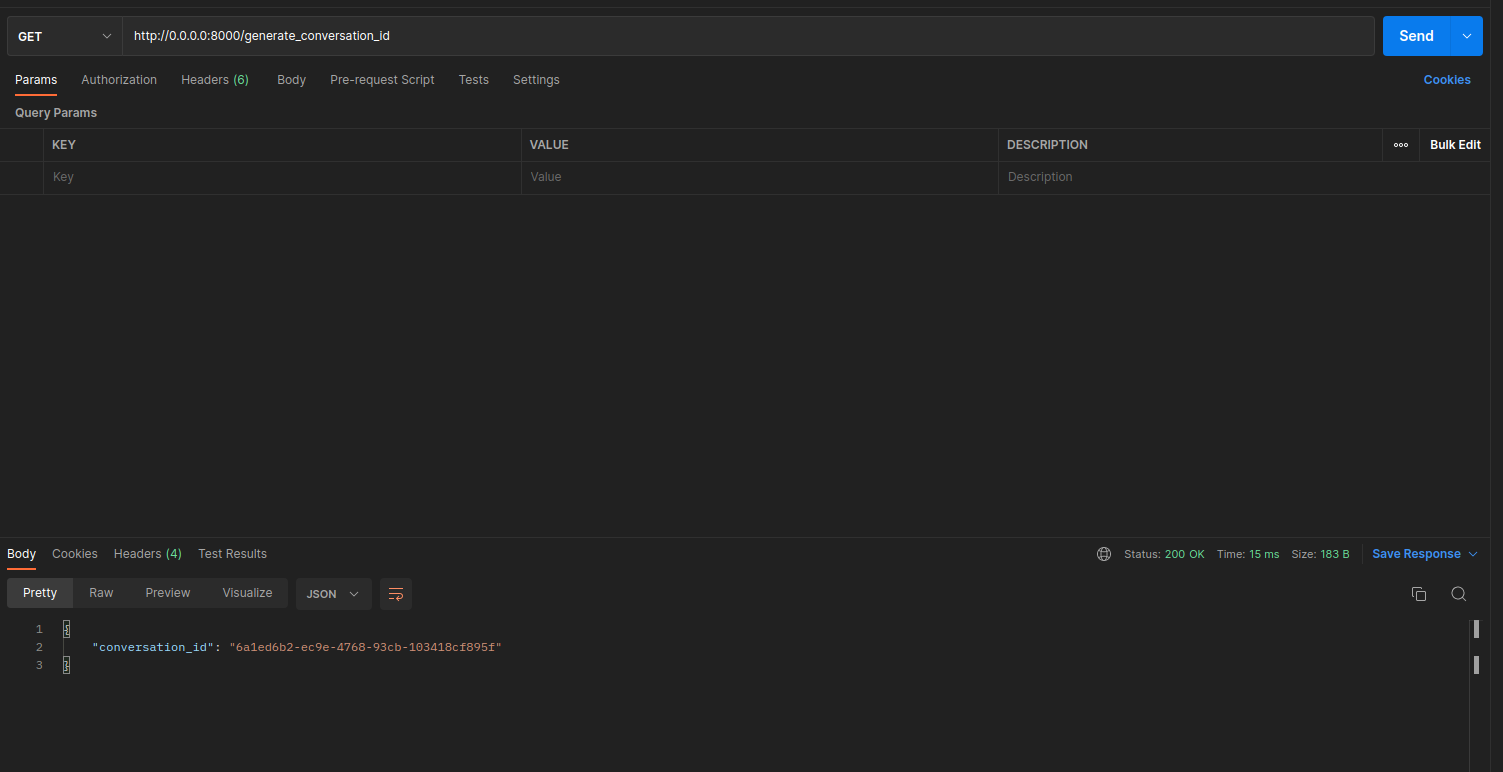 GET http://0.0.0.0:8000/generate_conversation_id Send
Params Authorization Headers (6) Body Pre-request Script Tests Settings Cookies
Query Params
KEY VALUE DESCRIPTION Bulk Edit
Key Value Description
Body Cookies Headers (4) Test Results Status: 200 OK Time: 15 ms Size: 183 B Save Response
Pretty Raw Preview Visualize JSON
1 {
2 "conversation_id": "6a1ed6b2-ec9e-4768-93cb-103418cf895f"
3 }